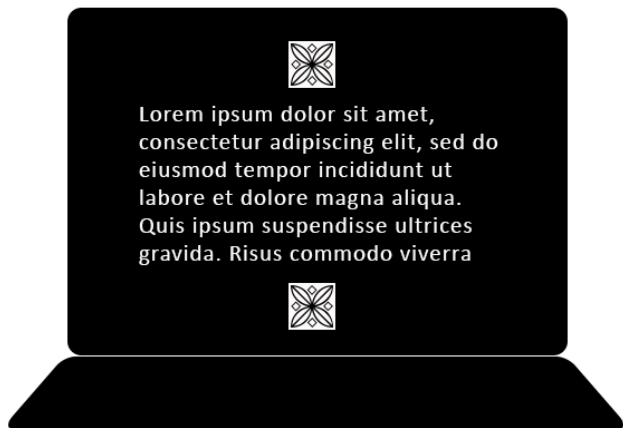 Lorem ipsum dolor sit amet,
consectetur adipiscing elit, sed do
eiusmod tempor incididunt ut
labore et dolore magna aliqua.
Quis ipsum suspendisse ultrices
gravida. Risus commodo viverra